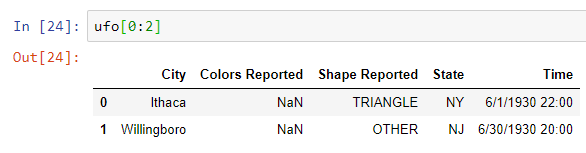 In [24]: ufo[0:2]
Out[24]:
City Colors Reported Shape Reported State Time
0 Ithaca NaN TRIANGLE NY 6/1/1930 22:00
1 Willingboro NaN OTHER NJ 6/30/1930 20:00